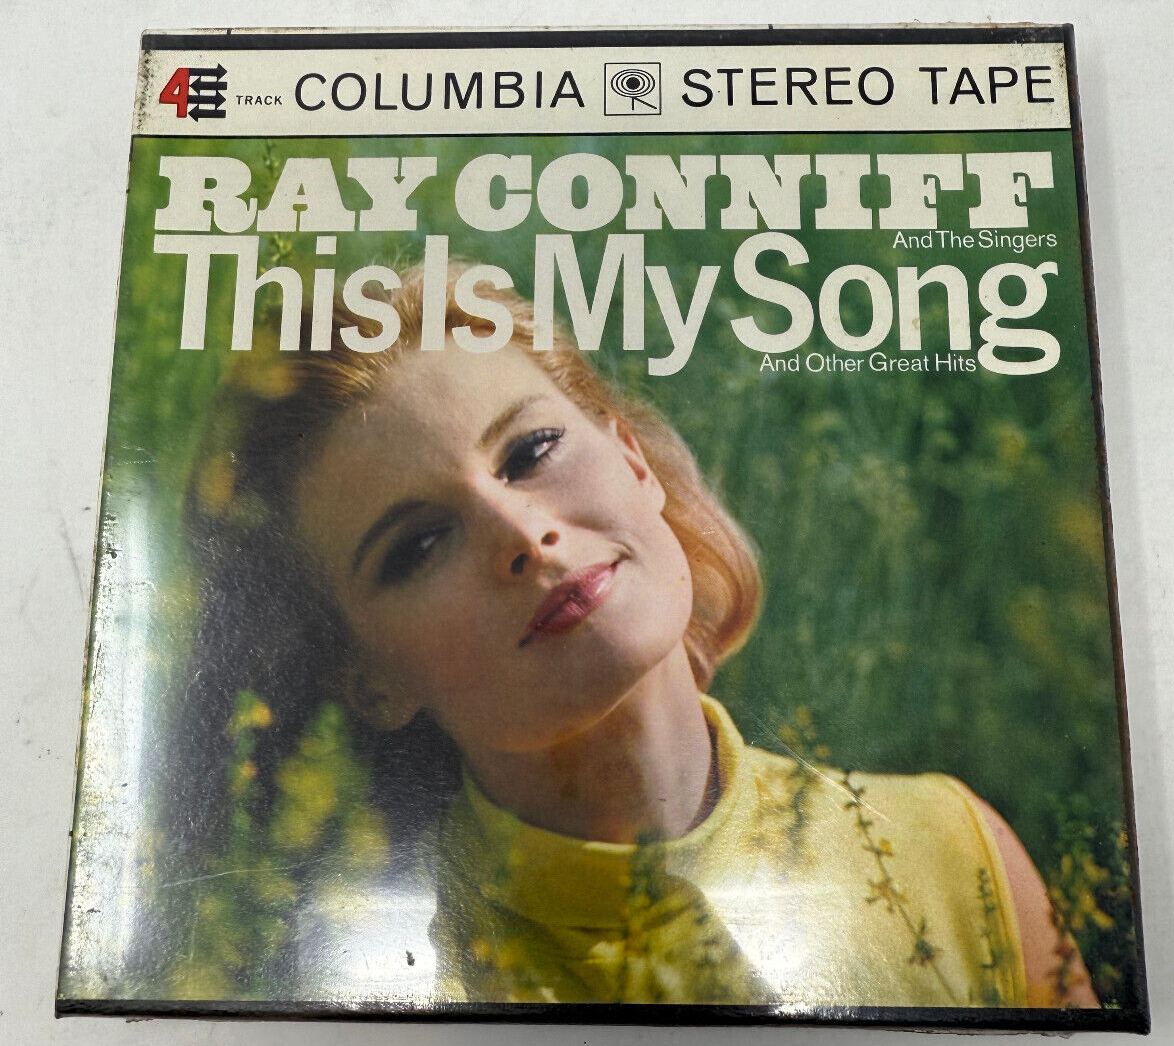 4 TRACK COLUMBIA STEREO TAPE
RAY CONNIFF
And The Singers
This Is My Song
And Other Great Hits